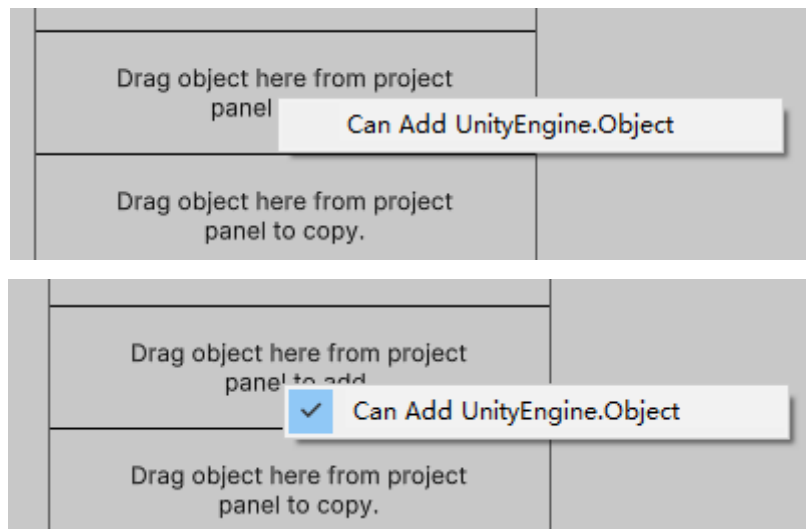 Drag object here from project
panel
Can Add UnityEngine.Object
Drag object here from project
panel to copy.
Drag object here from project
panel to add
Can Add UnityEngine.Object
Drag object here from project
panel to copy.